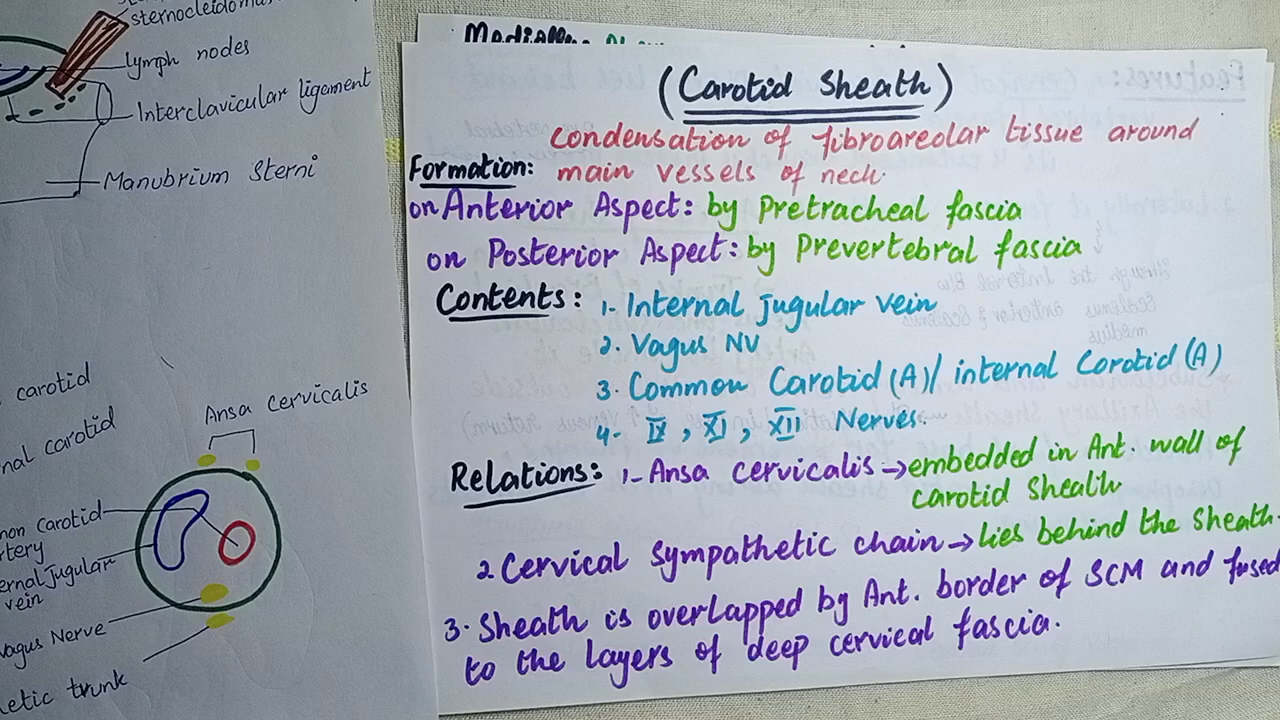 sternocleidomas
lymph nodes
Interclavicular ligament
Manubrium Sterni
carotid
nal carotid
Ansa cervicalis
non Carotid
rtery
ernal jugular
vein
Vagus Nerve
etic trunk
(Carotid Sheath)
Condensation of fibroareolar tissue around
Formation: main vessels of neck.
on Anterior Aspect: by Pretracheal fascia
on Posterior Aspect: by Prevertebral fascia
Contents: 1. Internal jugular vein
2. Vagus NV
3. Common Carotid (A)/ internal Corotid (A)
4. IX, XI, XII Nerves.
Relations: 1- Ansa cervicalis → embedded in Ant. wall of
carotid Sheath
2 Cervical Sympathetic chain → lies behind the Sheath.
3. Sheath is overlapped by Ant. border of SCM and fused
to the layers of deep cervical fascia.